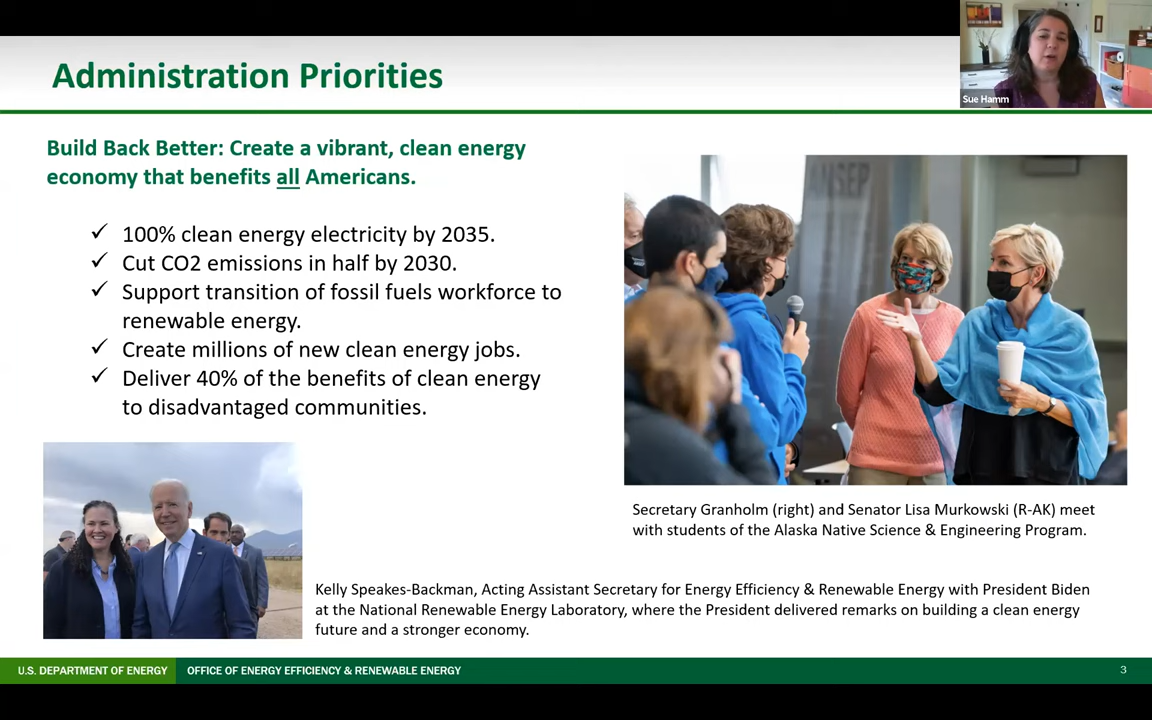 Administration Priorities
Sue Hamm
Build Back Better: Create a vibrant, clean energy
economy that benefits all Americans.
✓ 100% clean energy electricity by 2035.
✓ Cut CO2 emissions in half by 2030.
✓ Support transition of fossil fuels workforce to
renewable energy.
✓ Create millions of new clean energy jobs.
✓ Deliver 40% of the benefits of clean energy
to disadvantaged communities.
ANSEP
Secretary Granholm (right) and Senator Lisa Murkowski (R-AK) meet
with students of the Alaska Native Science & Engineering Program.
Kelly Speakes-Backman, Acting Assistant Secretary for Energy Efficiency & Renewable Energy with President Biden
at the National Renewable Energy Laboratory, where the President delivered remarks on building a clean energy
future and a stronger economy.
U.S. DEPARTMENT OF ENERGY OFFICE OF ENERGY EFFICIENCY & RENEWABLE ENERGY 3